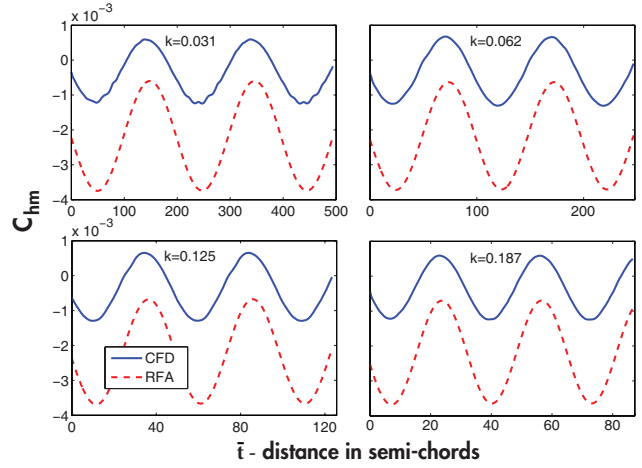 x 10⁻³
1
0
−1
−2
−3
−4
k=0.031
0 100 200 300 400 500
k=0.062
0 100 200
C_hm
x 10⁻³
1
0
−1
−2
−3
−4
k=0.125
CFD
RFA
0 40 80 120
k=0.187
0 20 40 60 80
t̄ - distance in semi-chords